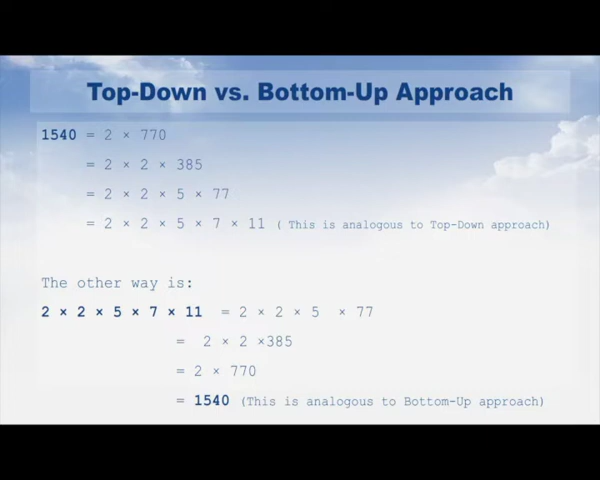 Top-Down vs. Bottom-Up Approach
1540 = 2 × 770
= 2 × 2 × 385
= 2 × 2 × 5 × 77
= 2 × 2 × 5 × 7 × 11 ( This is analogous to Top-Down approach)
The other way is:
2 × 2 × 5 × 7 × 11 = 2 × 2 × 5 × 77
= 2 × 2 ×385
= 2 × 770
= 1540 (This is analogous to Bottom-Up approach)